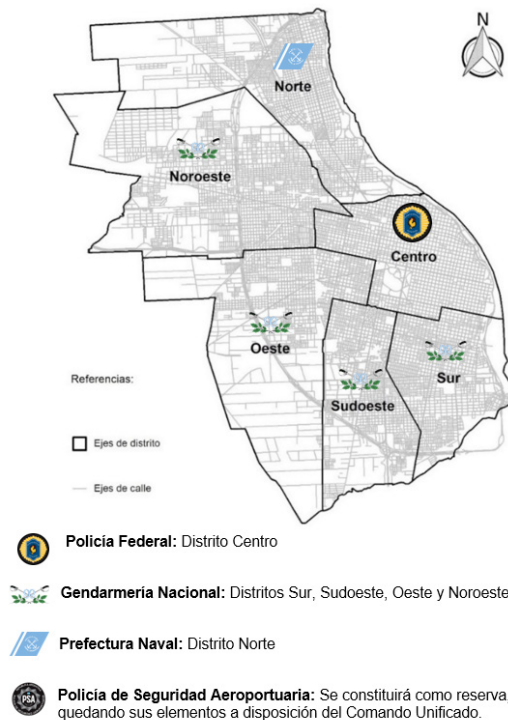 N
Norte
Noroeste
Centro
Oeste
Sur
Sudoeste
Referencias:
Ejes de distrito
Ejes de calle
Policía Federal: Distrito Centro
Gendarmería Nacional: Distritos Sur, Sudoeste, Oeste y Noroeste
Prefectura Naval: Distrito Norte
PSA
Policía de Seguridad Aeroportuaria: Se constituirá como reserva,
quedando sus elementos a disposición del Comando Unificado.